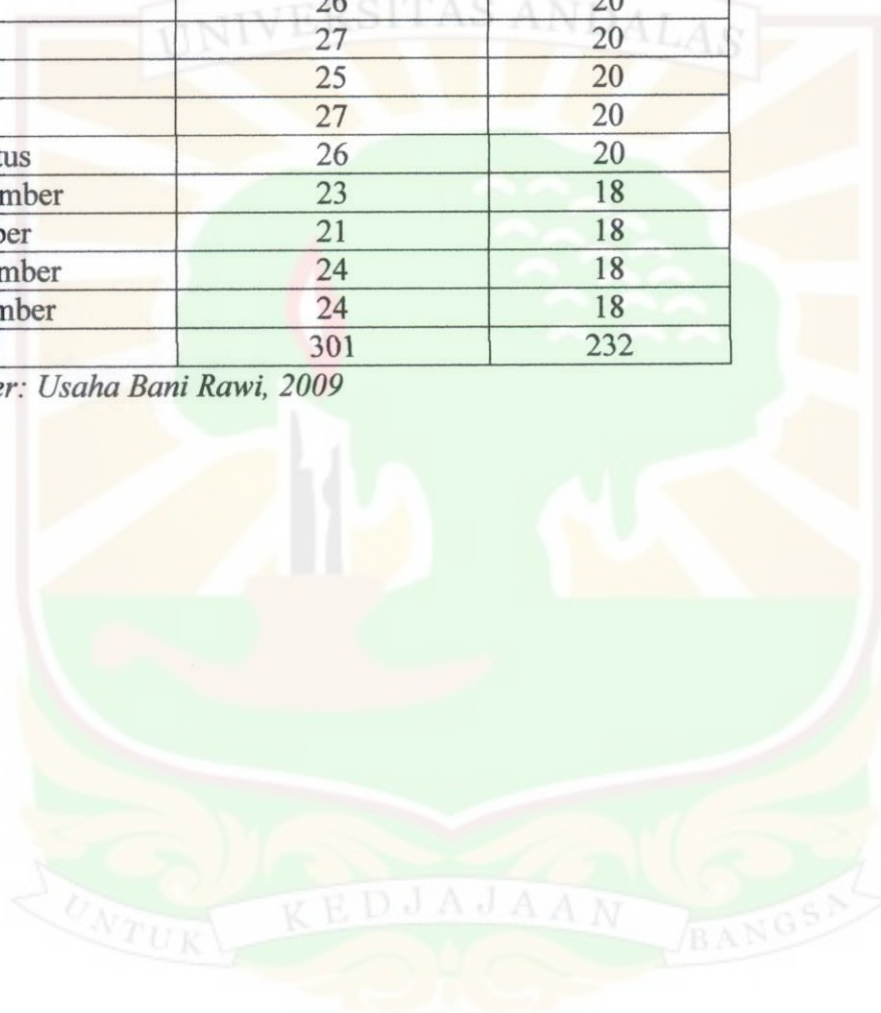 26 20
UNIVERSITAS ANDALAS
27 20
25 20
27 20
tus 26 20
mber 23 18
ber 21 18
mber 24 18
mber 24 18
301 232
er: Usaha Bani Rawi, 2009
UNTUK KEDJAJAAN BANGSA